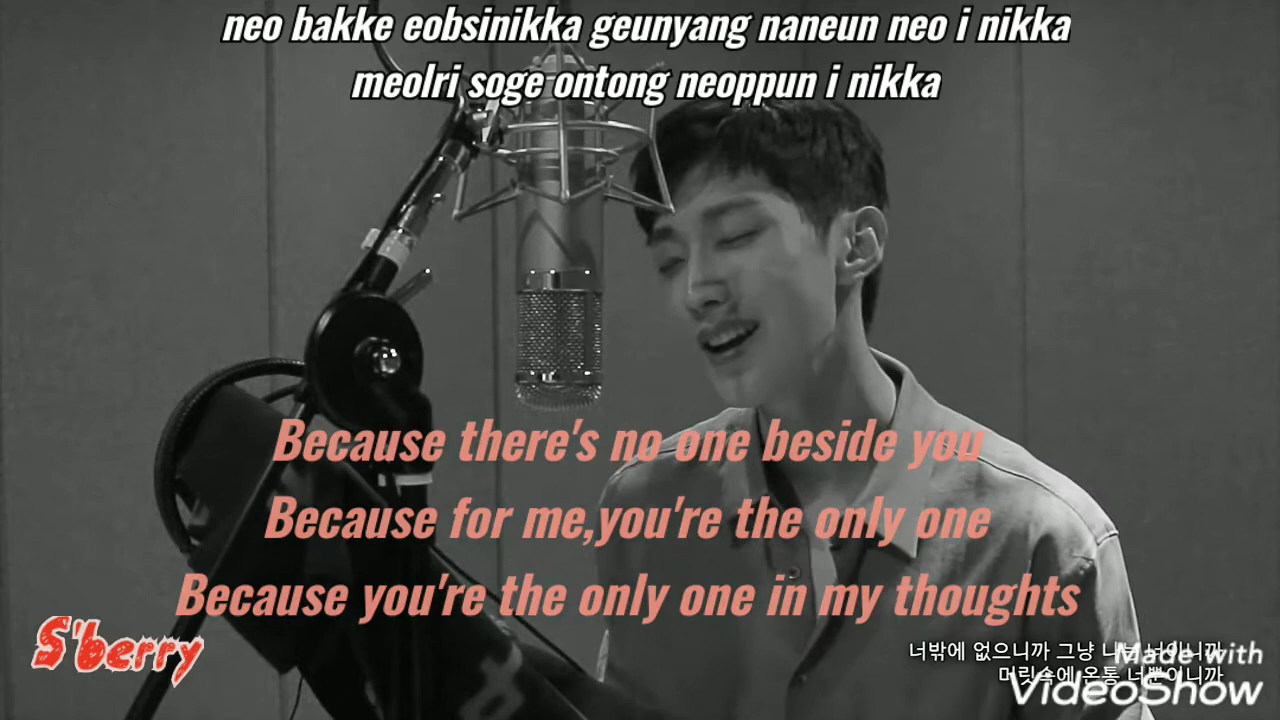 neo bakke eobsinikka geunyang naneun neo i nikka
meolri soge ontong neoppun i nikka
Because there's no one beside you
Because for me,you're the only one
Because you're the only one in my thoughts
S'berry
너밖에 없으니까 그냥 너이니까
머릿속에 온통 너뿐이니까
Made with
VideoShow